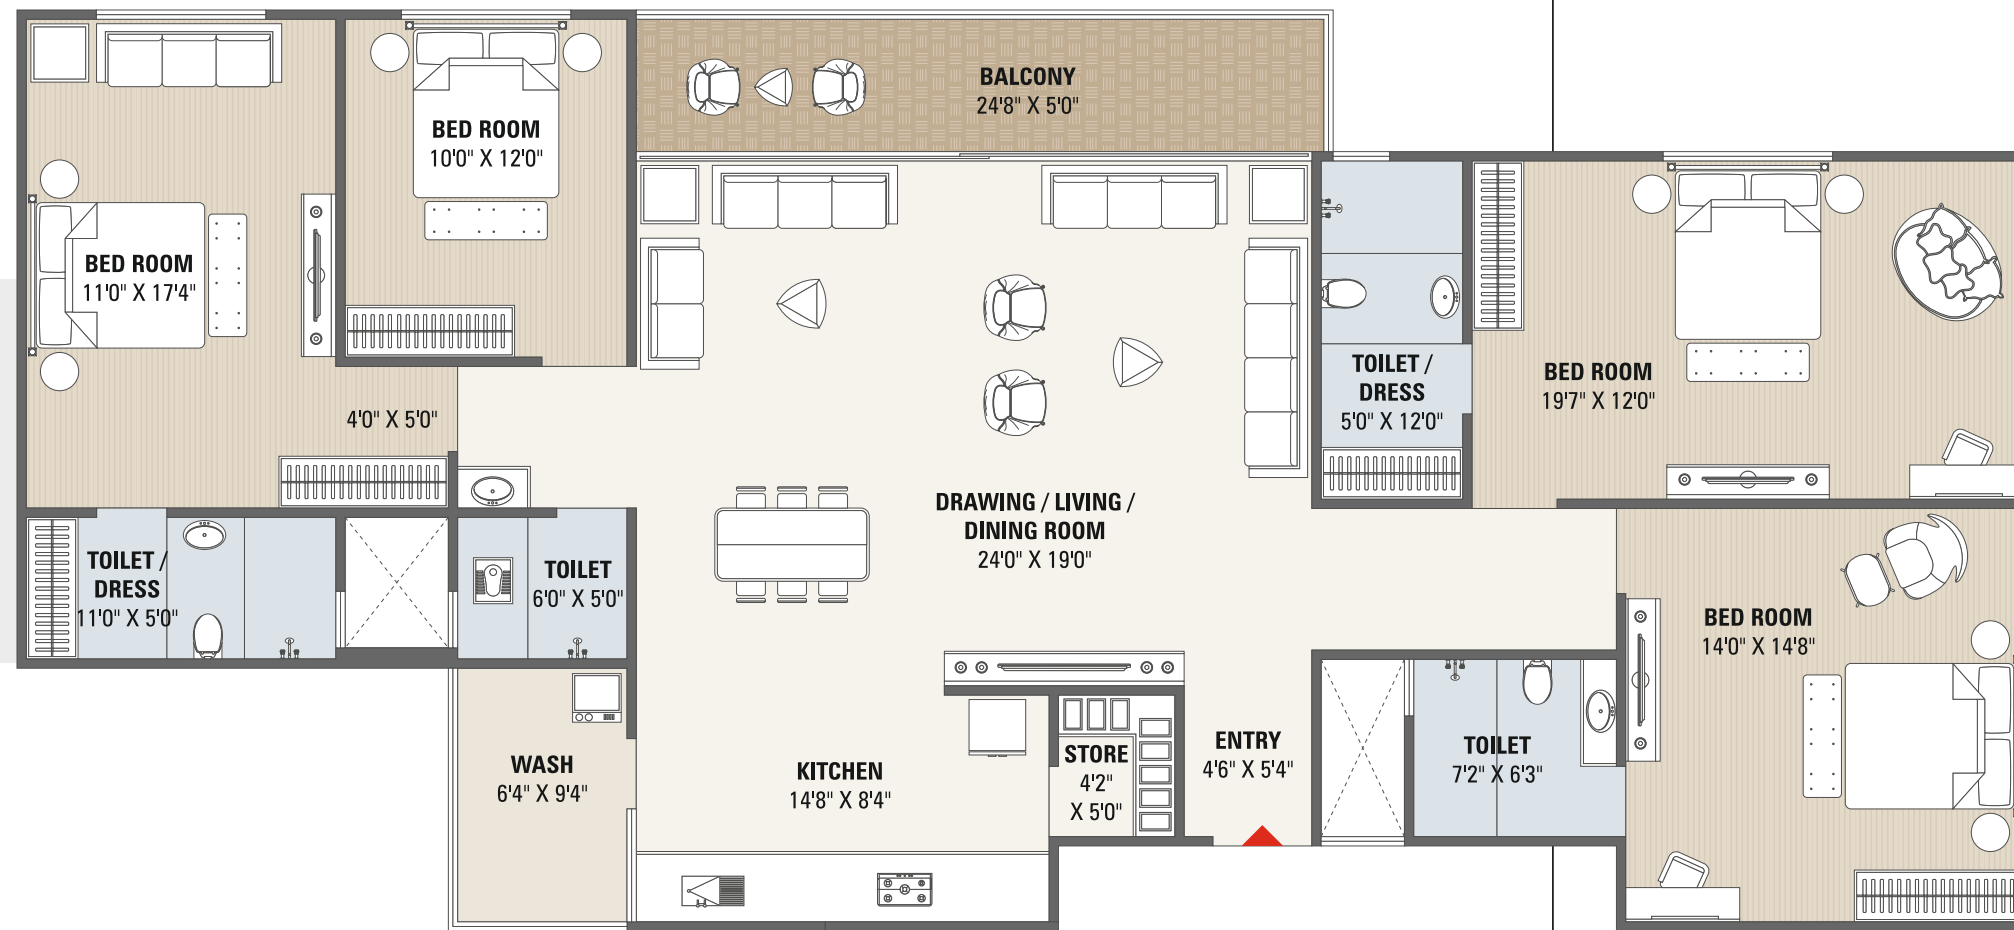 BALCONY
24'8" X 5'0"
BED ROOM
10'0" X 12'0"
BED ROOM
11'0" X 17'4"
4'0" X 5'0"
TOILET /
DRESS
5'0" X 12'0"
BED ROOM
19'7" X 12'0"
DRAWING / LIVING /
DINING ROOM
24'0" X 19'0"
TOILET /
DRESS
11'0" X 5'0"
TOILET
6'0" X 5'0"
BED ROOM
14'0" X 14'8"
WASH
6'4" X 9'4"
KITCHEN
14'8" X 8'4"
STORE
4'2"
X 5'0"
ENTRY
4'6" X 5'4"
TOILET
7'2" X 6'3"